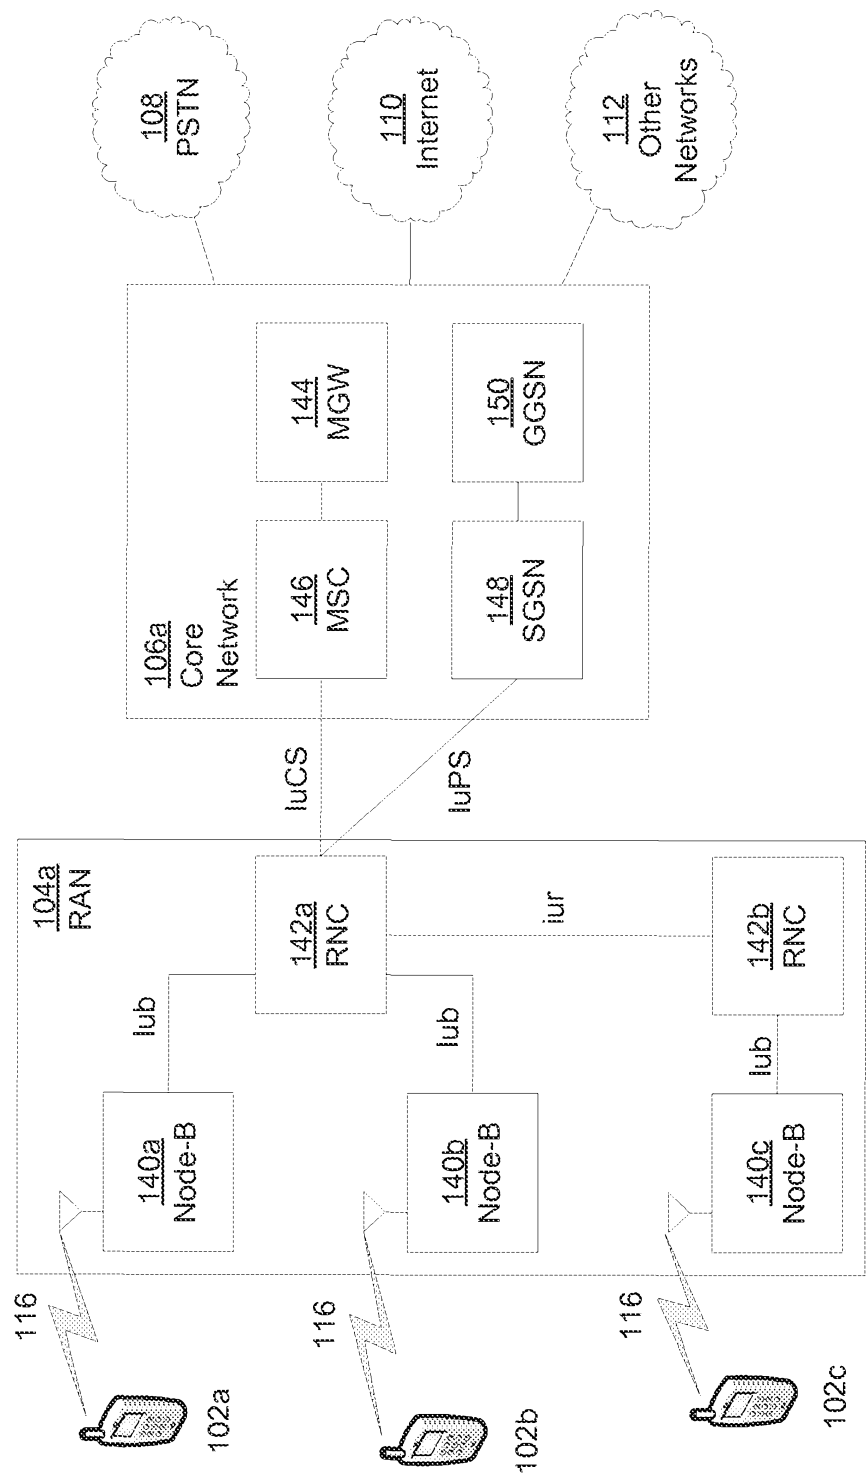 102a
116
140a
Node-B
Iub
104a
RAN
142a
RNC
IuCS
106a
Core
Network
146
MSC
144
MGW
108
PSTN
102b
116
140b
Node-B
Iub
IuPS
148
SGSN
150
GGSN
110
Internet
iur
102c
116
140c
Node-B
Iub
142b
RNC
112
Other
Networks